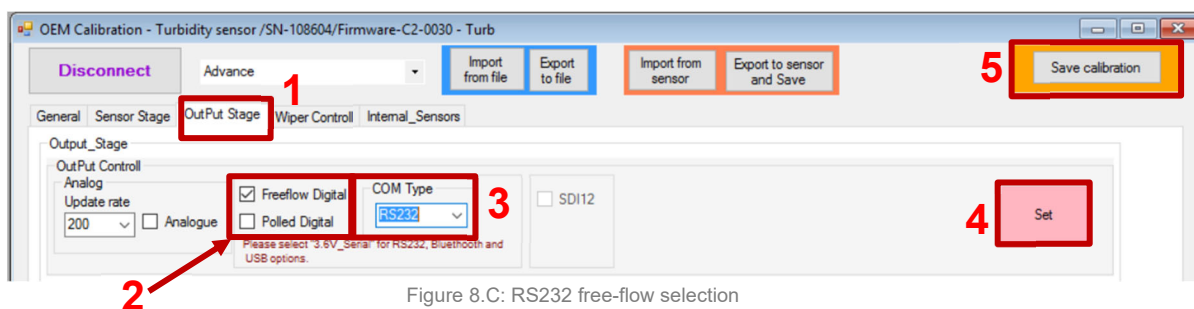 OEM Calibration - Turbidity sensor /SN-108604/Firmware-C2-0030 - Turb
Disconnect
Advance
Import
from file
Export
to file
Import from
sensor
Export to sensor
and Save
5
Save calibration
1
General
Sensor Stage
OutPut Stage
Wiper Controll
Internal_Sensors
Output_Stage
OutPut Controll
Analog
Update rate
200
Analogue
Freeflow Digital
Polled Digital
COM Type
RS232
3
SDI12
4
Set
Please select "3.6V_Serial" for RS232, Bluethooth and
USB options.
2
Figure 8.C: RS232 free-flow selection